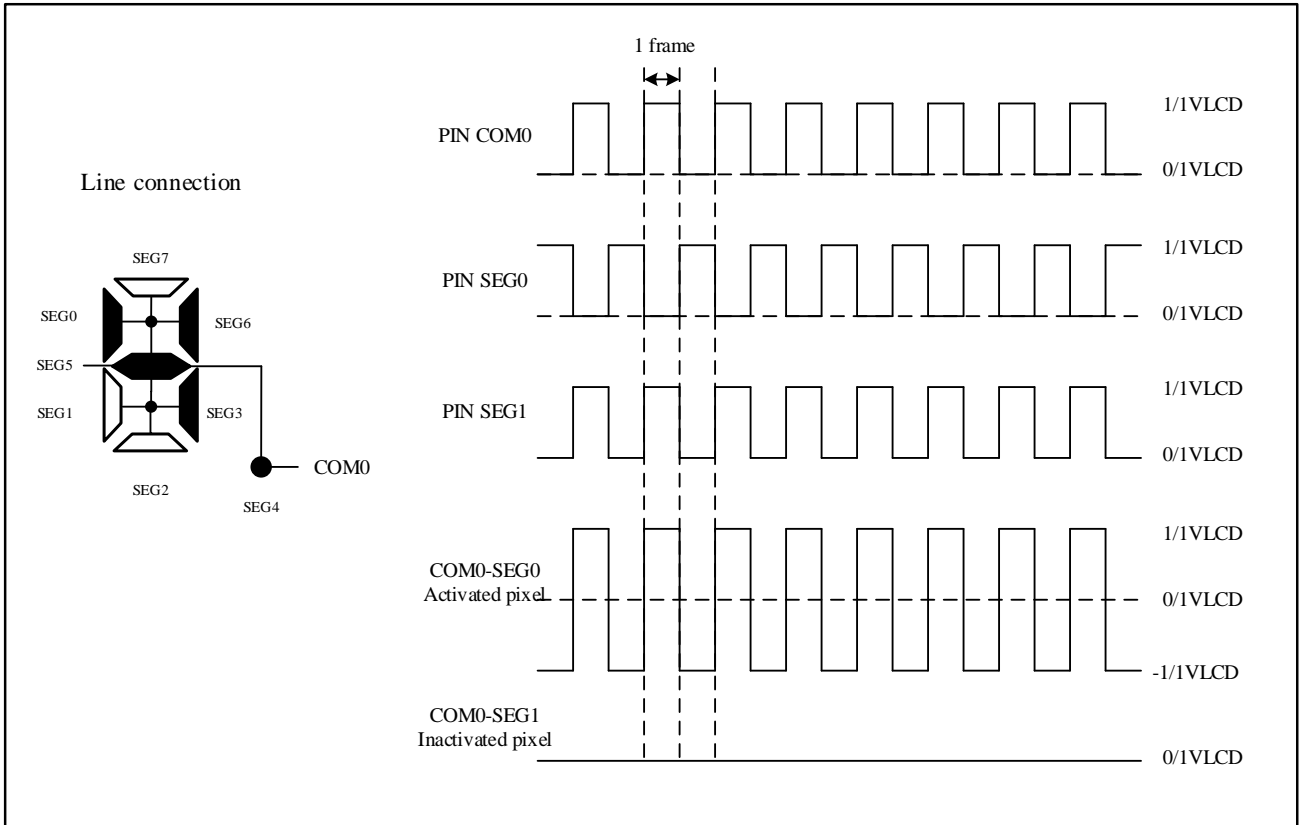 1 frame
PIN COM0
1/1VLCD
0/1VLCD
Line connection
SEG7
SEG0
SEG6
SEG5
SEG1
SEG3
SEG2
COM0
SEG4
PIN SEG0
1/1VLCD
0/1VLCD
PIN SEG1
1/1VLCD
0/1VLCD
COM0-SEG0
Activated pixel
1/1VLCD
0/1VLCD
-1/1VLCD
COM0-SEG1
Inactivated pixel
0/1VLCD